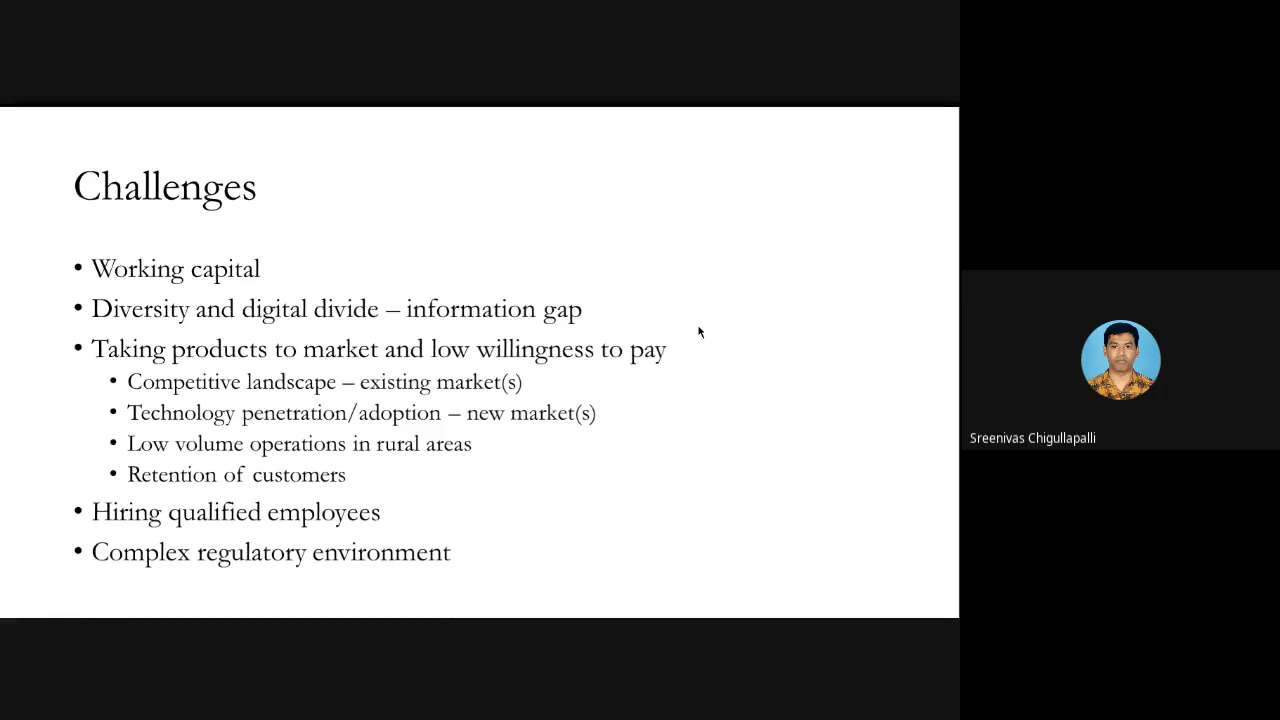 Challenges
• Working capital
• Diversity and digital divide – information gap
• Taking products to market and low willingness to pay
• Competitive landscape – existing market(s)
• Technology penetration/adoption – new market(s)
• Low volume operations in rural areas
• Retention of customers
• Hiring qualified employees
• Complex regulatory environment
Sreenivas Chigullapalli